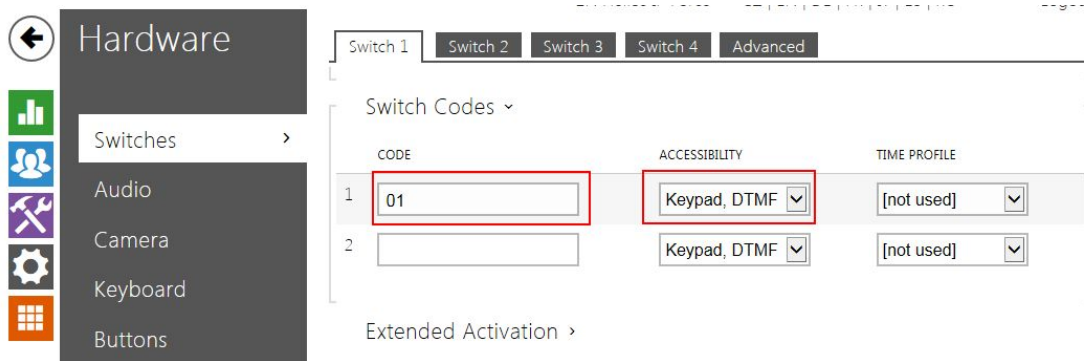 Hardware
Switch 1 Switch 2 Switch 3 Switch 4 Advanced
Switch Codes
Switches
CODE ACCESSIBILITY TIME PROFILE
Audio
1 01 Keypad, DTMF [not used]
Camera
2 Keypad, DTMF [not used]
Keyboard
Extended Activation
Buttons